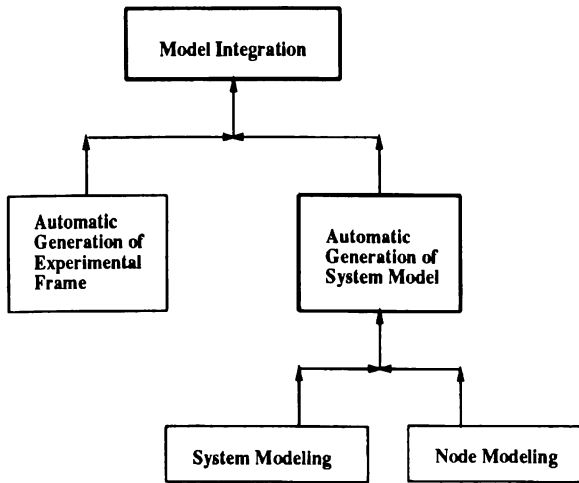 Model Integration
Automatic
Generation of
Experimental
Frame
Automatic
Generation of
System Model
System Modeling
Node Modeling